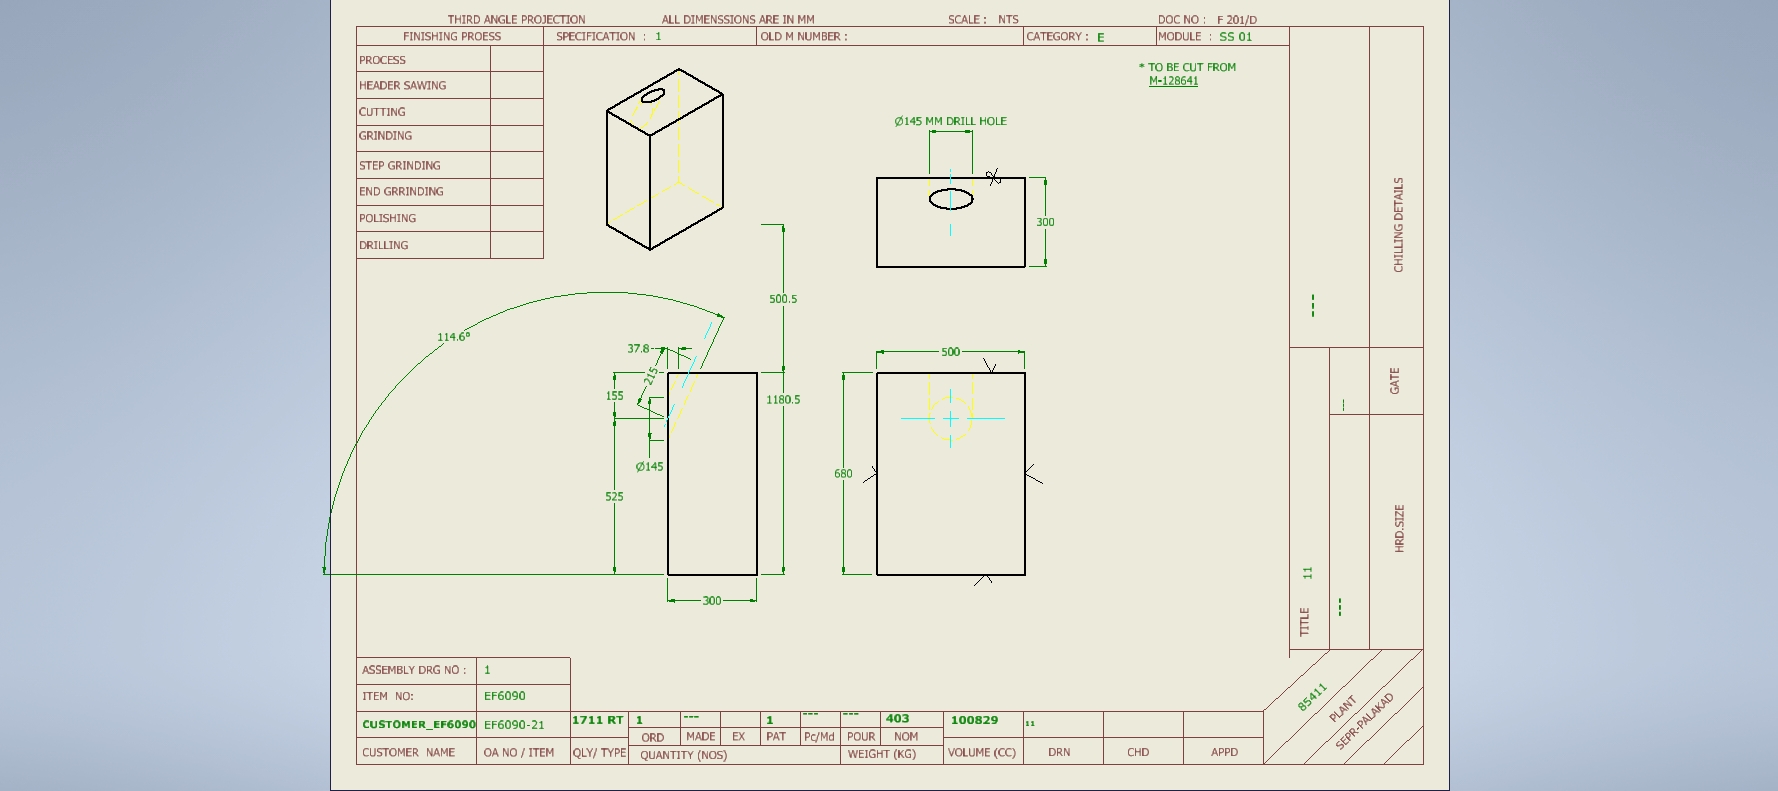 THIRD ANGLE PROJECTION ALL DIMENSSIONS ARE IN MM SCALE : NTS DOC NO : F 201/D
FINISHING PROESS SPECIFICATION : 1 OLD M NUMBER : CATEGORY : E MODULE : SS 01
PROCESS
HEADER SAWING
CUTTING
GRINDING
STEP GRINDING
END GRRINDING
POLISHING
DRILLING
* TO BE CUT FROM
M-128641
Ø145 MM DRILL HOLE
300
500.5
114.6°
37.8
215
155
1180.5
Ø145
525
300
500
680
CHILLING DETAILS
---
GATE
--
HRD.SIZE
---
TITLE 11
85411
PLANT
SEPR-PALAKAD
ASSEMBLY DRG NO : 1
ITEM NO: EF6090
CUSTOMER_EF6090 EF6090-21 1711 RT 1 --- 1 --- --- 403 100829 11
ORD MADE EX PAT Pc/Md POUR NOM
CUSTOMER NAME OA NO / ITEM QLY/ TYPE QUANTITY (NOS) WEIGHT (KG) VOLUME (CC) DRN CHD APPD